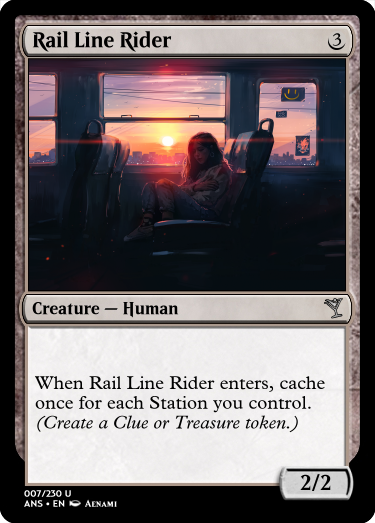 Rail Line Rider 3
Creature — Human
When Rail Line Rider enters, cache
once for each Station you control.
(Create a Clue or Treasure token.)
2/2
007/230 U
ANS • EN Aenami